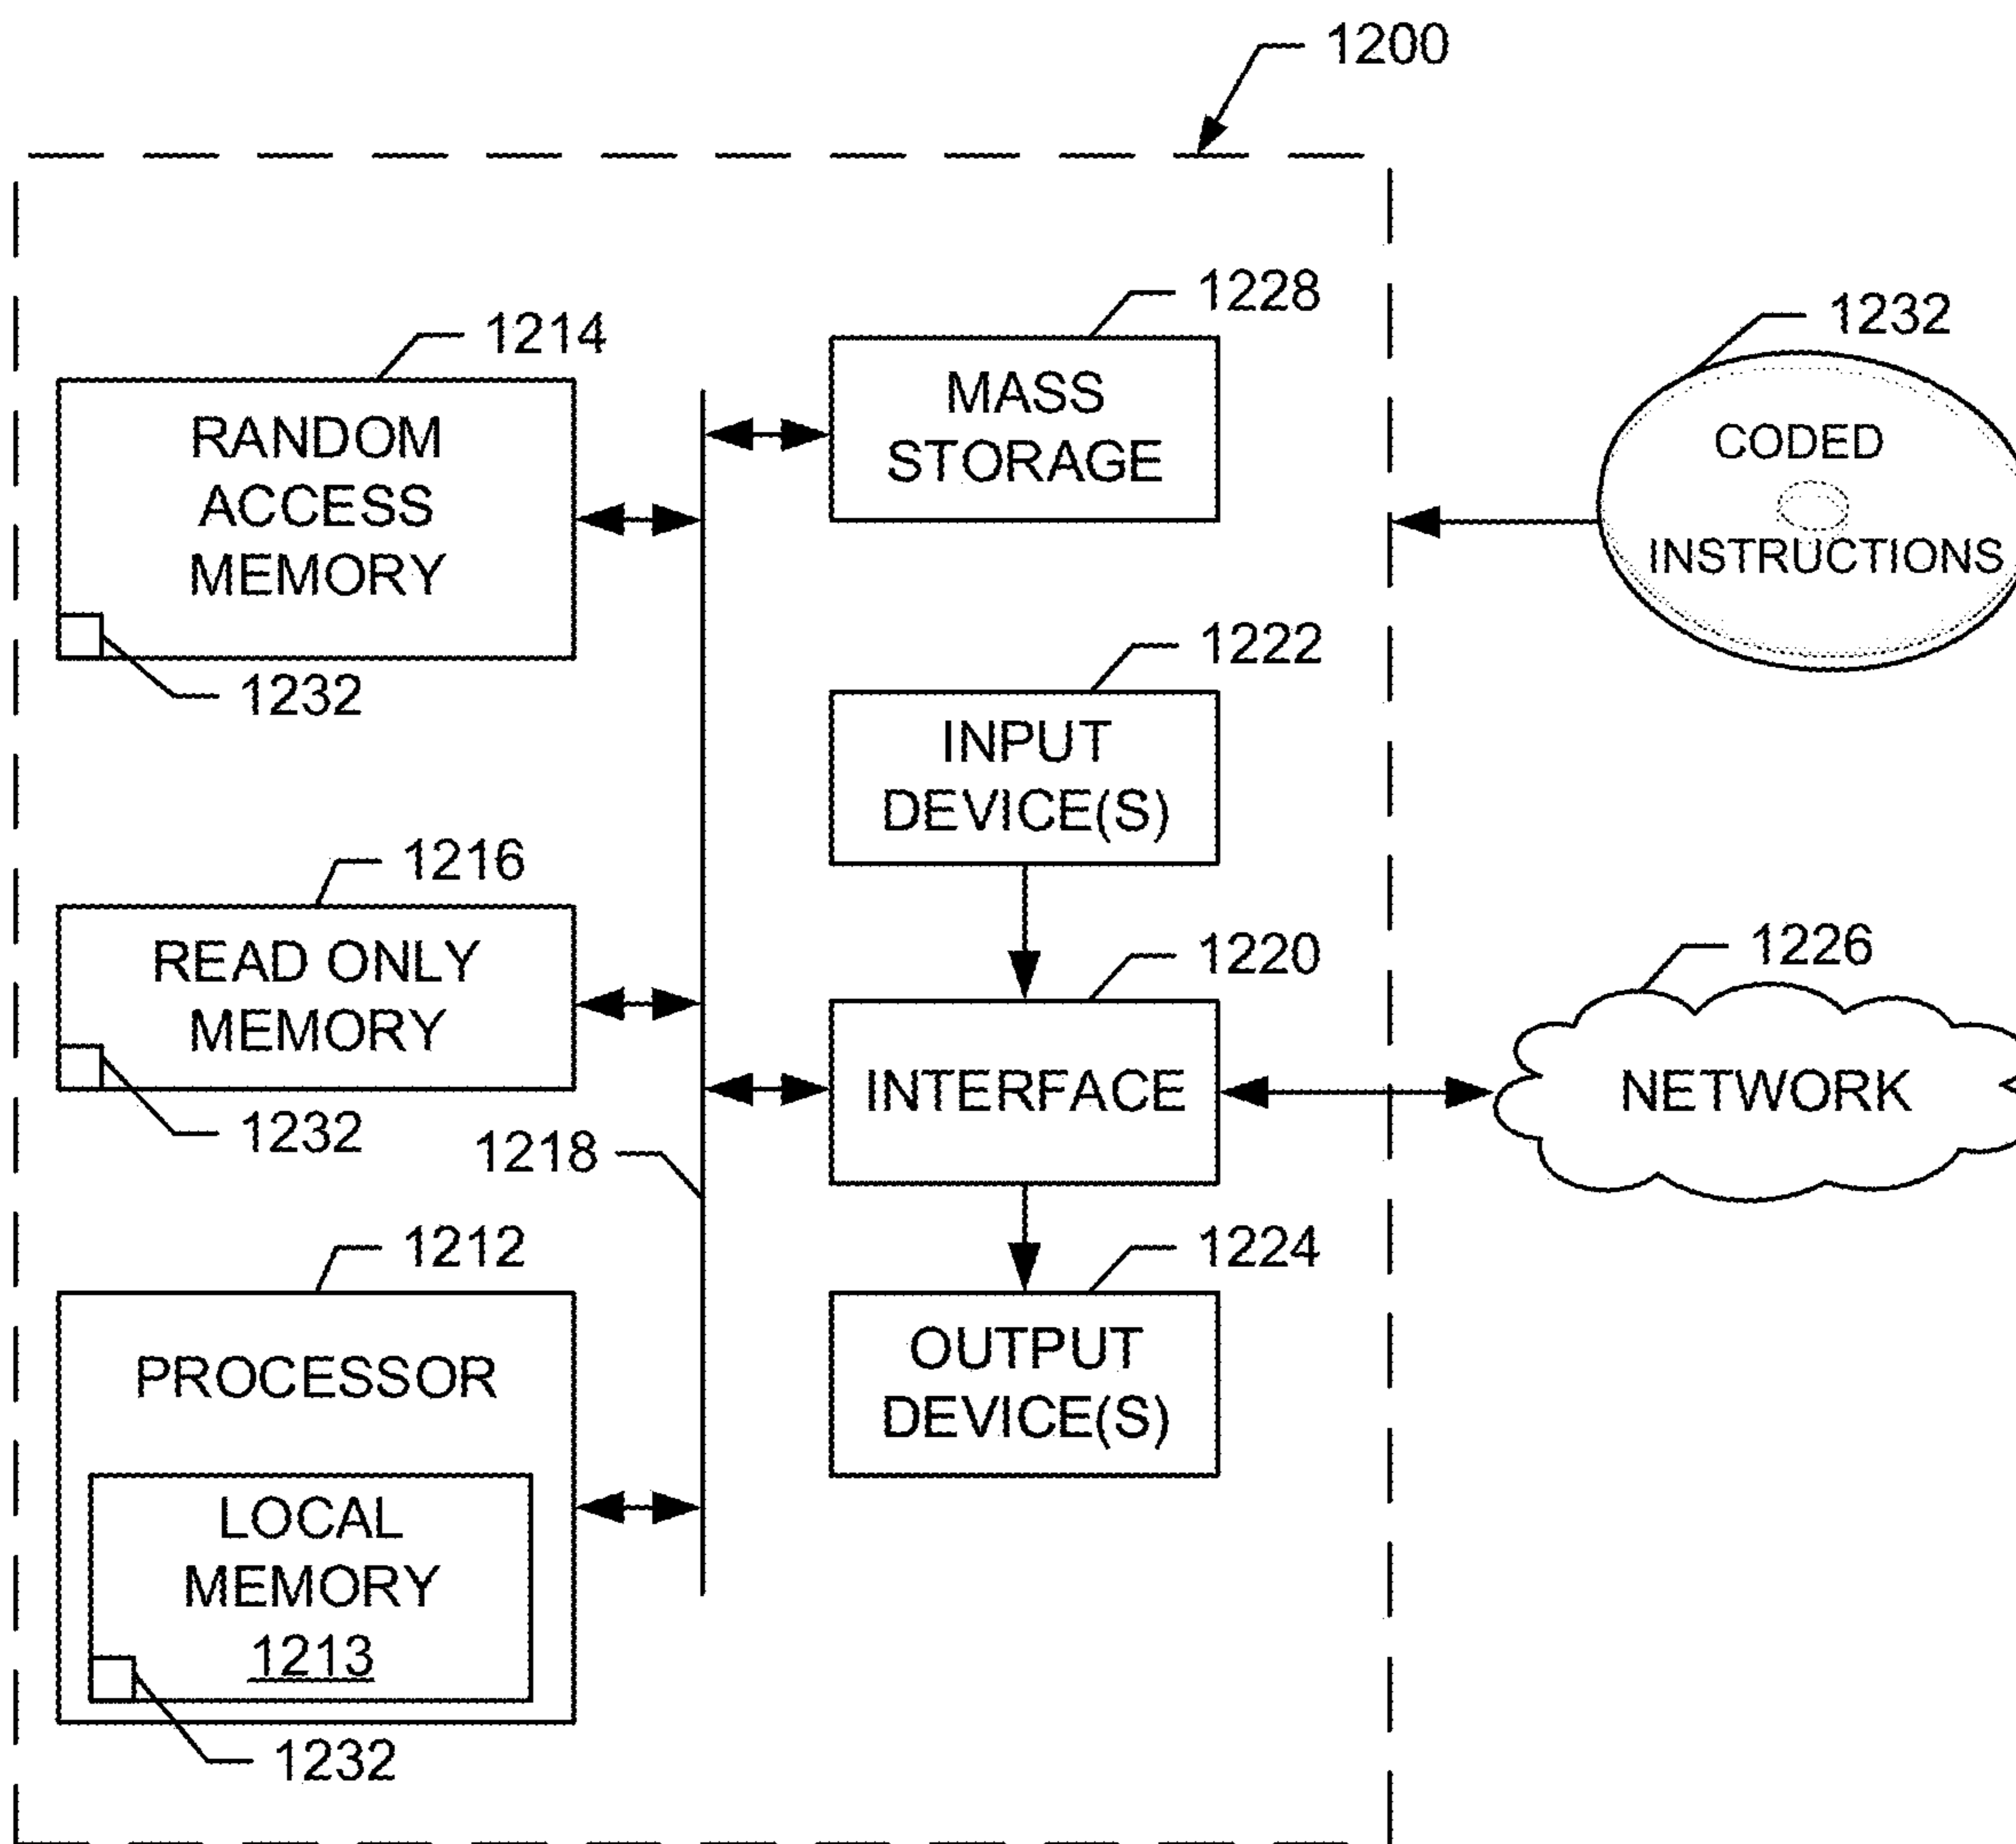 1200
1228
MASS
STORAGE
1214
RANDOM
ACCESS
MEMORY
1232
1232
CODED
INSTRUCTIONS
1222
INPUT
DEVICE(S)
1216
READ ONLY
MEMORY
1232
1220
INTERFACE
1226
NETWORK
1218
1212
PROCESSOR
LOCAL
MEMORY
1213
1232
1224
OUTPUT
DEVICE(S)